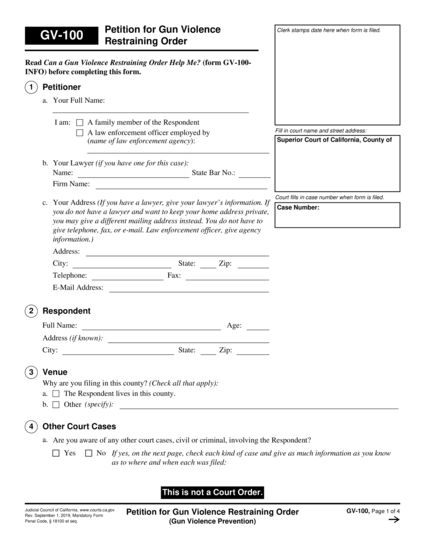 GV-100
Petition for Gun Violence
Restraining Order
Clerk stamps date here when form is filed.
Read Can a Gun Violence Restraining Order Help Me? (form GV-100-
INFO) before completing this form.
1 Petitioner
a. Your Full Name:
I am: A family member of the Respondent
A law enforcement officer employed by
(name of law enforcement agency):
Fill in court name and street address:
Superior Court of California, County of
b. Your Lawyer (if you have one for this case):
Name: State Bar No.:
Firm Name:
Court fills in case number when form is filed.
Case Number:
c. Your Address (If you have a lawyer, give your lawyer's information. If
you do not have a lawyer and want to keep your home address private,
you may give a different mailing address instead. You do not have to
give telephone, fax, or e-mail. Law enforcement officer, give agency
information.)
Address:
City: State: Zip:
Telephone: Fax:
E-Mail Address:
2 Respondent
Full Name: Age:
Address (if known):
City: State: Zip:
3 Venue
Why are you filing in this county? (Check all that apply):
a. The Respondent lives in this county.
b. Other (specify):
4 Other Court Cases
a. Are you aware of any other court cases, civil or criminal, involving the Respondent?
Yes No If yes, on the next page, check each kind of case and give as much information as you know
as to where and when each was filed:
This is not a Court Order.
Judicial Council of California, www.courts.ca.gov
Rev. September 1, 2019, Mandatory Form
Penal Code, § 18100 et seq.
Petition for Gun Violence Restraining Order
(Gun Violence Prevention)
GV-100, Page 1 of 4